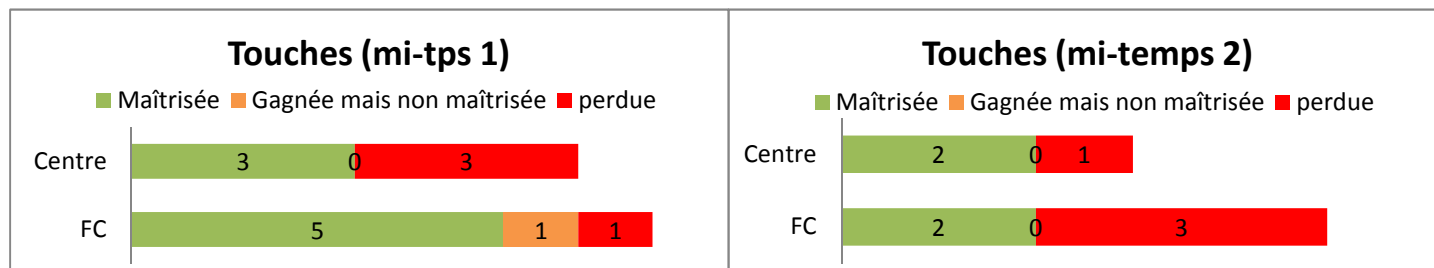 Touches (mi-tps 1)
Maîtrisée Gagnée mais non maîtrisée perdue
Centre 3 0 3
FC 5 1 1
Touches (mi-temps 2)
Maîtrisée Gagnée mais non maîtrisée perdue
Centre 2 0 1
FC 2 0 3